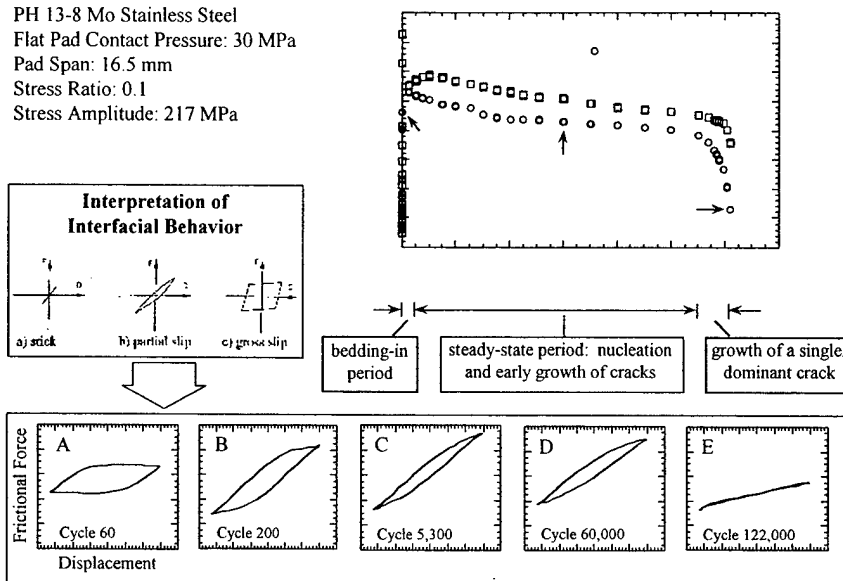 PH 13-8 Mo Stainless Steel
Flat Pad Contact Pressure: 30 MPa
Pad Span: 16.5 mm
Stress Ratio: 0.1
Stress Amplitude: 217 MPa
Interpretation of
Interfacial Behavior
a) stick
b) partial slip
c) gross slip
bedding-in
period
steady-state period: nucleation
and early growth of cracks
growth of a single,
dominant crack
Frictional Force
A
Cycle 60
B
Cycle 200
C
Cycle 5,300
D
Cycle 60,000
E
Cycle 122,000
Displacement